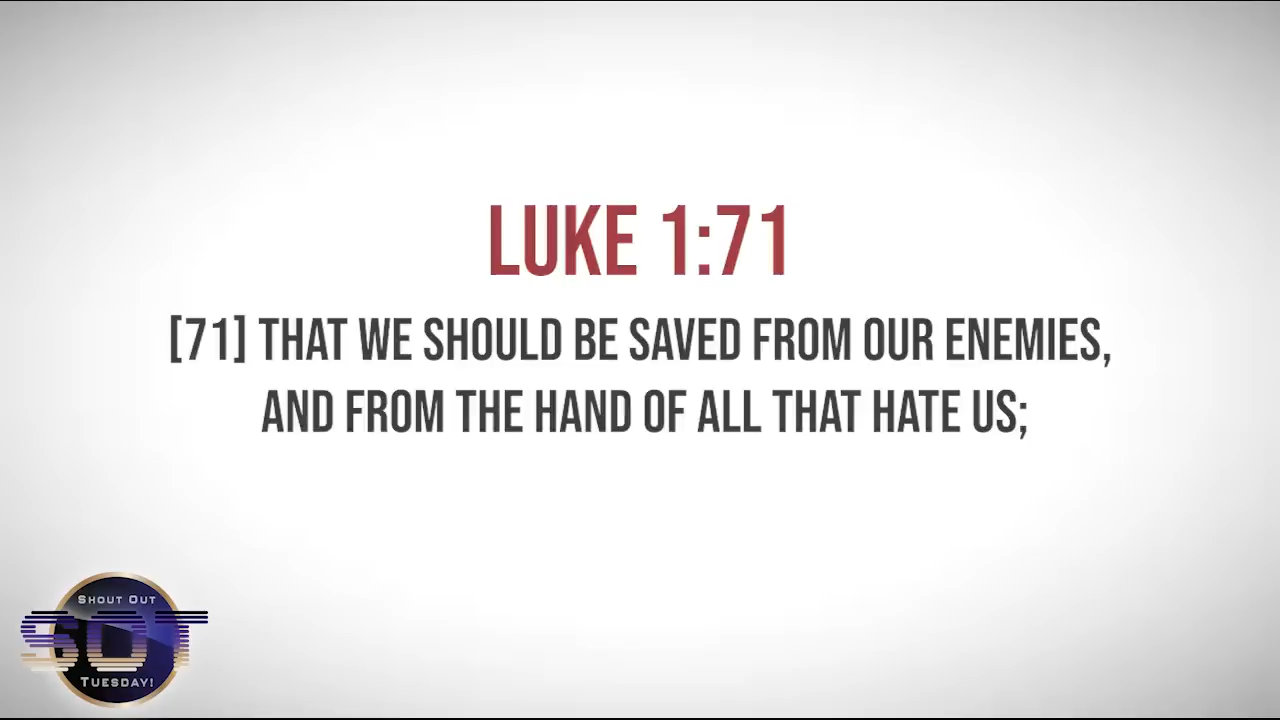 LUKE 1:71
[71] THAT WE SHOULD BE SAVED FROM OUR ENEMIES,
AND FROM THE HAND OF ALL THAT HATE US;
SHOUT OUT
SOT
TUESDAY!